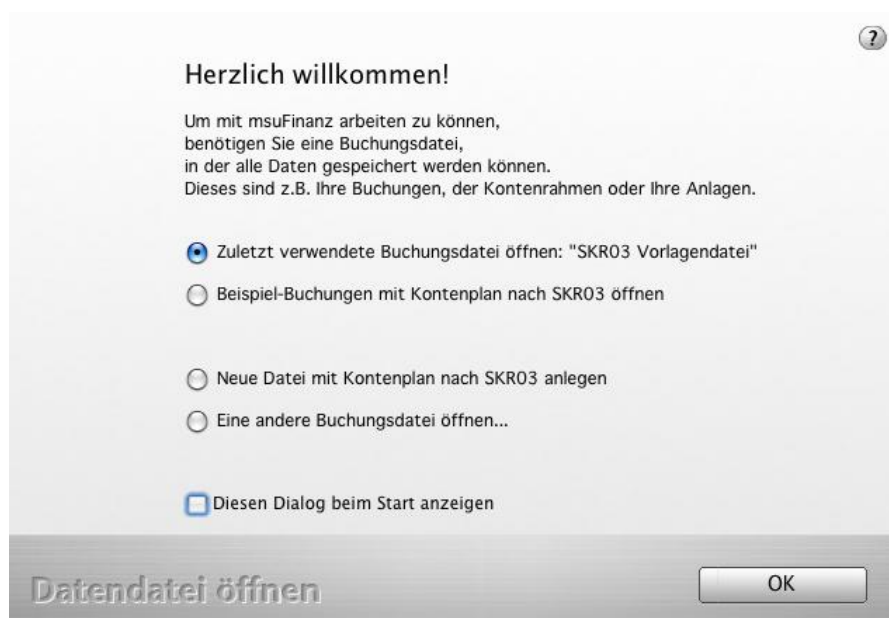 ?
Herzlich willkommen!
Um mit msuFinanz arbeiten zu können,
benötigen Sie eine Buchungsdatei,
in der alle Daten gespeichert werden können.
Dieses sind z.B. Ihre Buchungen, der Kontenrahmen oder Ihre Anlagen.
Zuletzt verwendete Buchungsdatei öffnen: "SKR03 Vorlagendatei"
Beispiel-Buchungen mit Kontenplan nach SKR03 öffnen
Neue Datei mit Kontenplan nach SKR03 anlegen
Eine andere Buchungsdatei öffnen...
Diesen Dialog beim Start anzeigen
Datendatei öffnen
OK